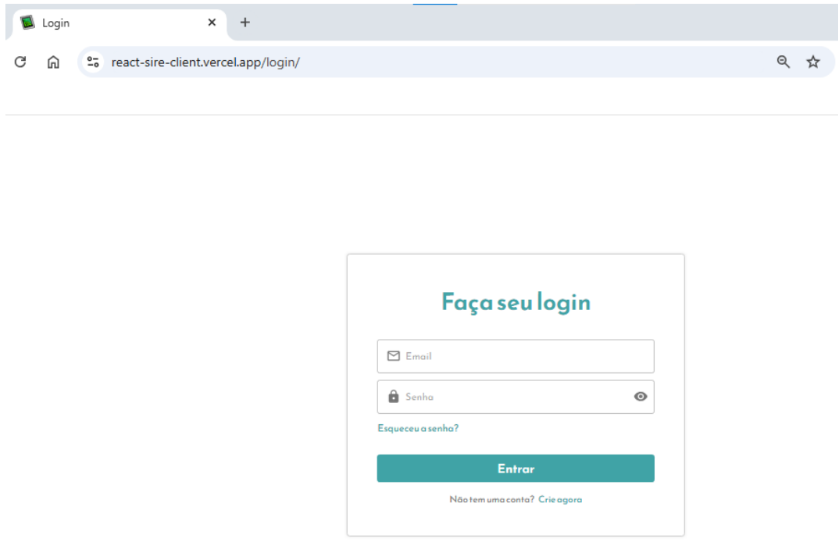 Login
react-sire-client.vercel.app/login/
Faça seu login
Email
Senha
Esqueceu a senha?
Entrar
Não tem uma conta? Crie agora